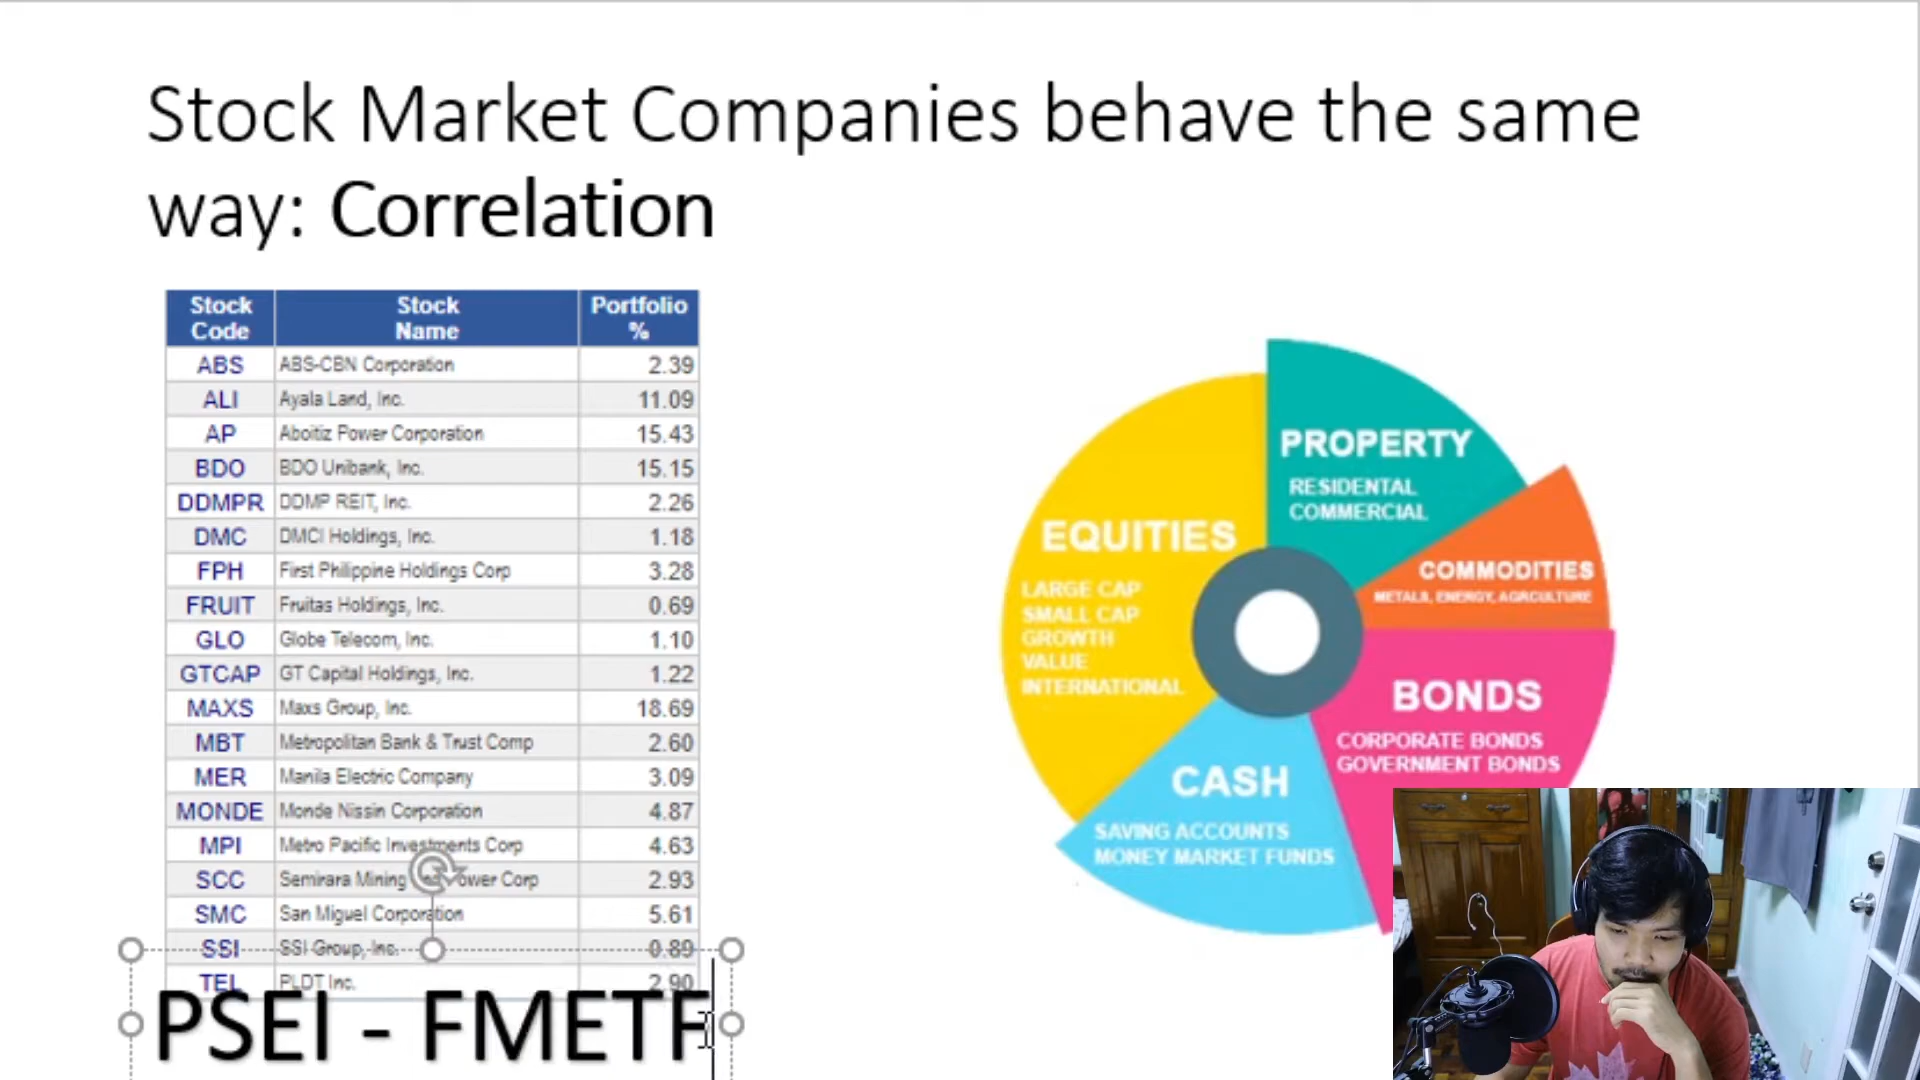 Stock Market Companies behave the same
way: Correlation
Stock Code Stock Name Portfolio %
ABS ABS-CBN Corporation 2.39
ALI Ayala Land, Inc. 11.09
AP Aboitiz Power Corporation 15.43
BDO BDO Unibank, Inc. 15.15
DDMPR DDMP REIT, Inc. 2.26
DMC DMCI Holdings, Inc. 1.18
FPH First Philippine Holdings Corp 3.28
FRUIT Fruitas Holdings, Inc. 0.69
GLO Globe Telecom, Inc. 1.10
GTCAP GT Capital Holdings, Inc. 1.22
MAXS Maxs Group, Inc. 18.69
MBT Metropolitan Bank & Trust Comp 2.60
MER Manila Electric Company 3.09
MONDE Monde Nissin Corporation 4.87
MPI Metro Pacific Investments Corp 4.63
SCC Semirara Mining and Power Corp 2.93
SMC San Miguel Corporation 5.61
SSI SSI Group, Inc. 0.89
TEL PLDT Inc. 2.90
PSEI - FMETF
PROPERTY
RESIDENTAL
COMMERCIAL
COMMODITIES
METALS, ENERGY, AGRICULTURE
EQUITIES
LARGE CAP
SMALL CAP
GROWTH
VALUE
INTERNATIONAL
BONDS
CORPORATE BONDS
GOVERNMENT BONDS
CASH
SAVING ACCOUNTS
MONEY MARKET FUNDS